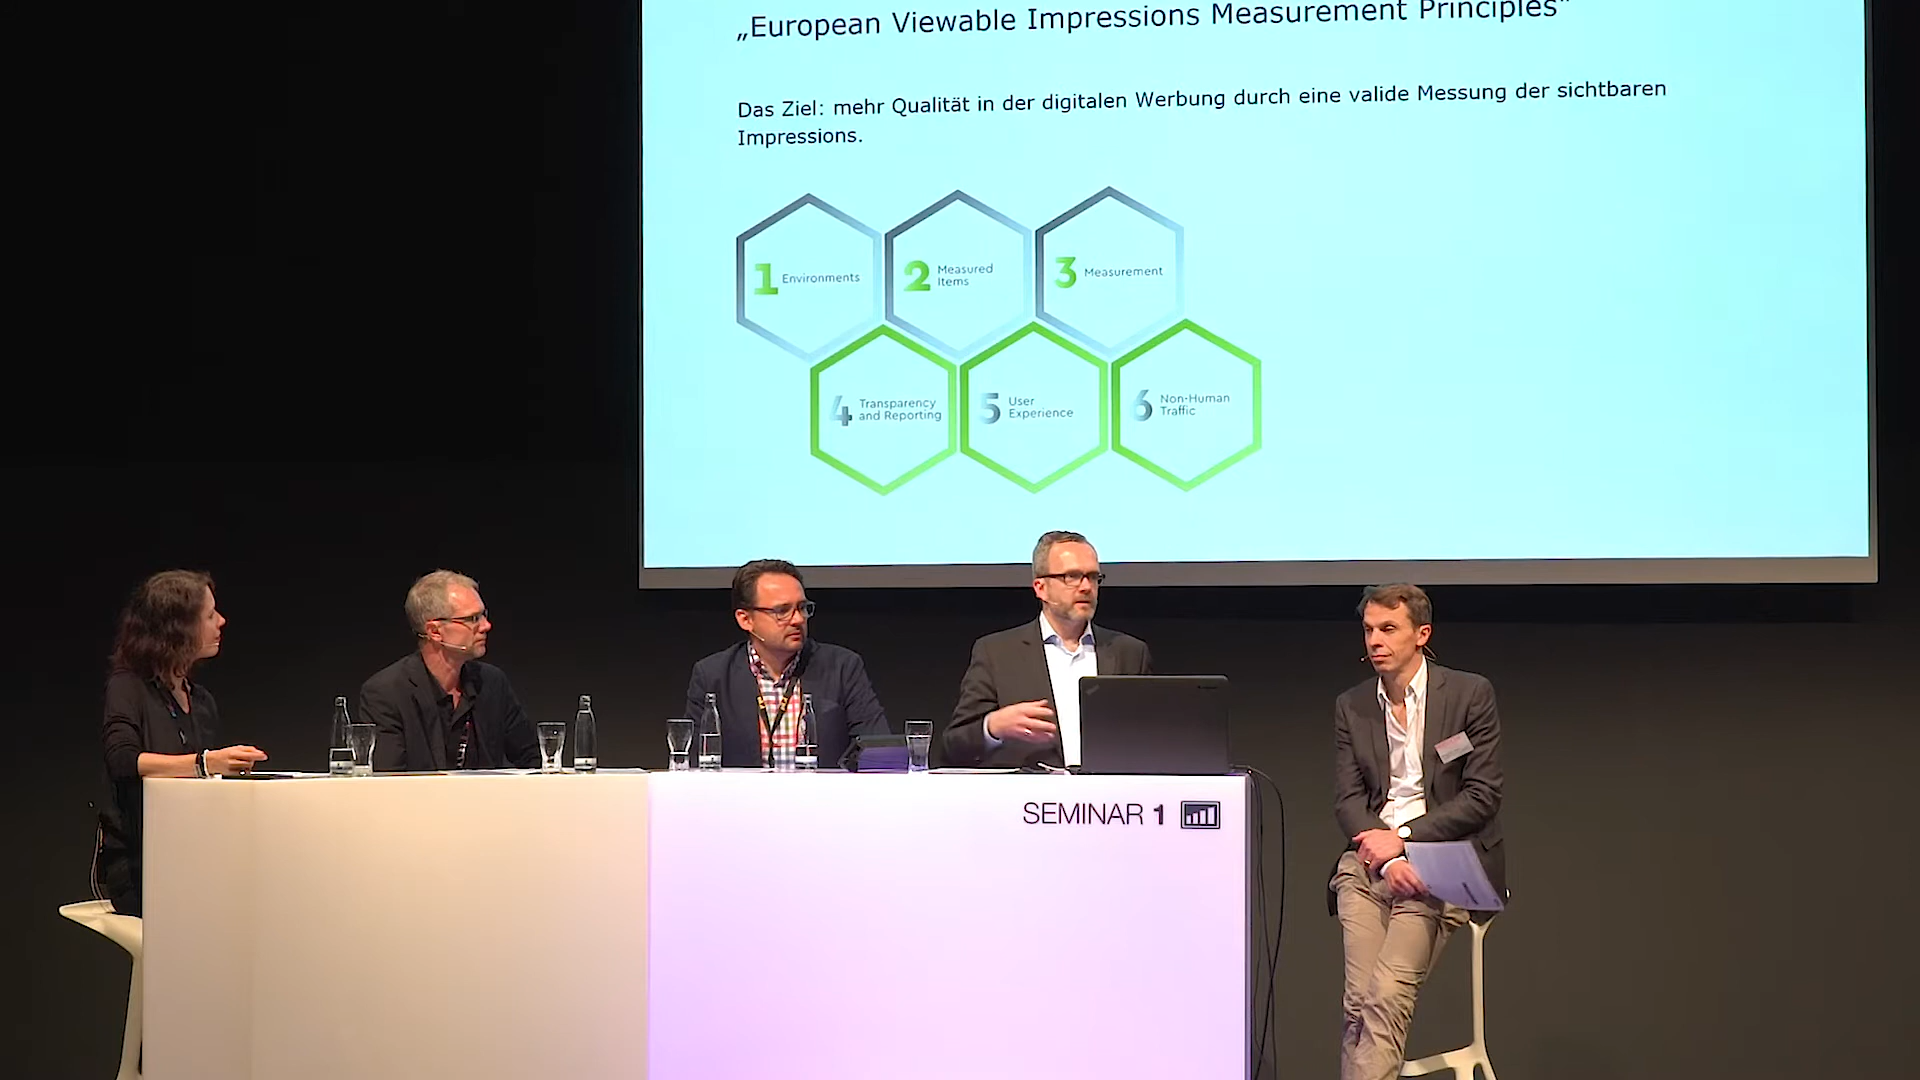 „European Viewable Impressions Measurement Principles“
Das Ziel: mehr Qualität in der digitalen Werbung durch eine valide Messung der sichtbaren
Impressions.
1 Environments
2 Measured
Items
3 Measurement
4 Transparency
and Reporting
5 User
Experience
6 Non-Human
Traffic
SEMINAR 1